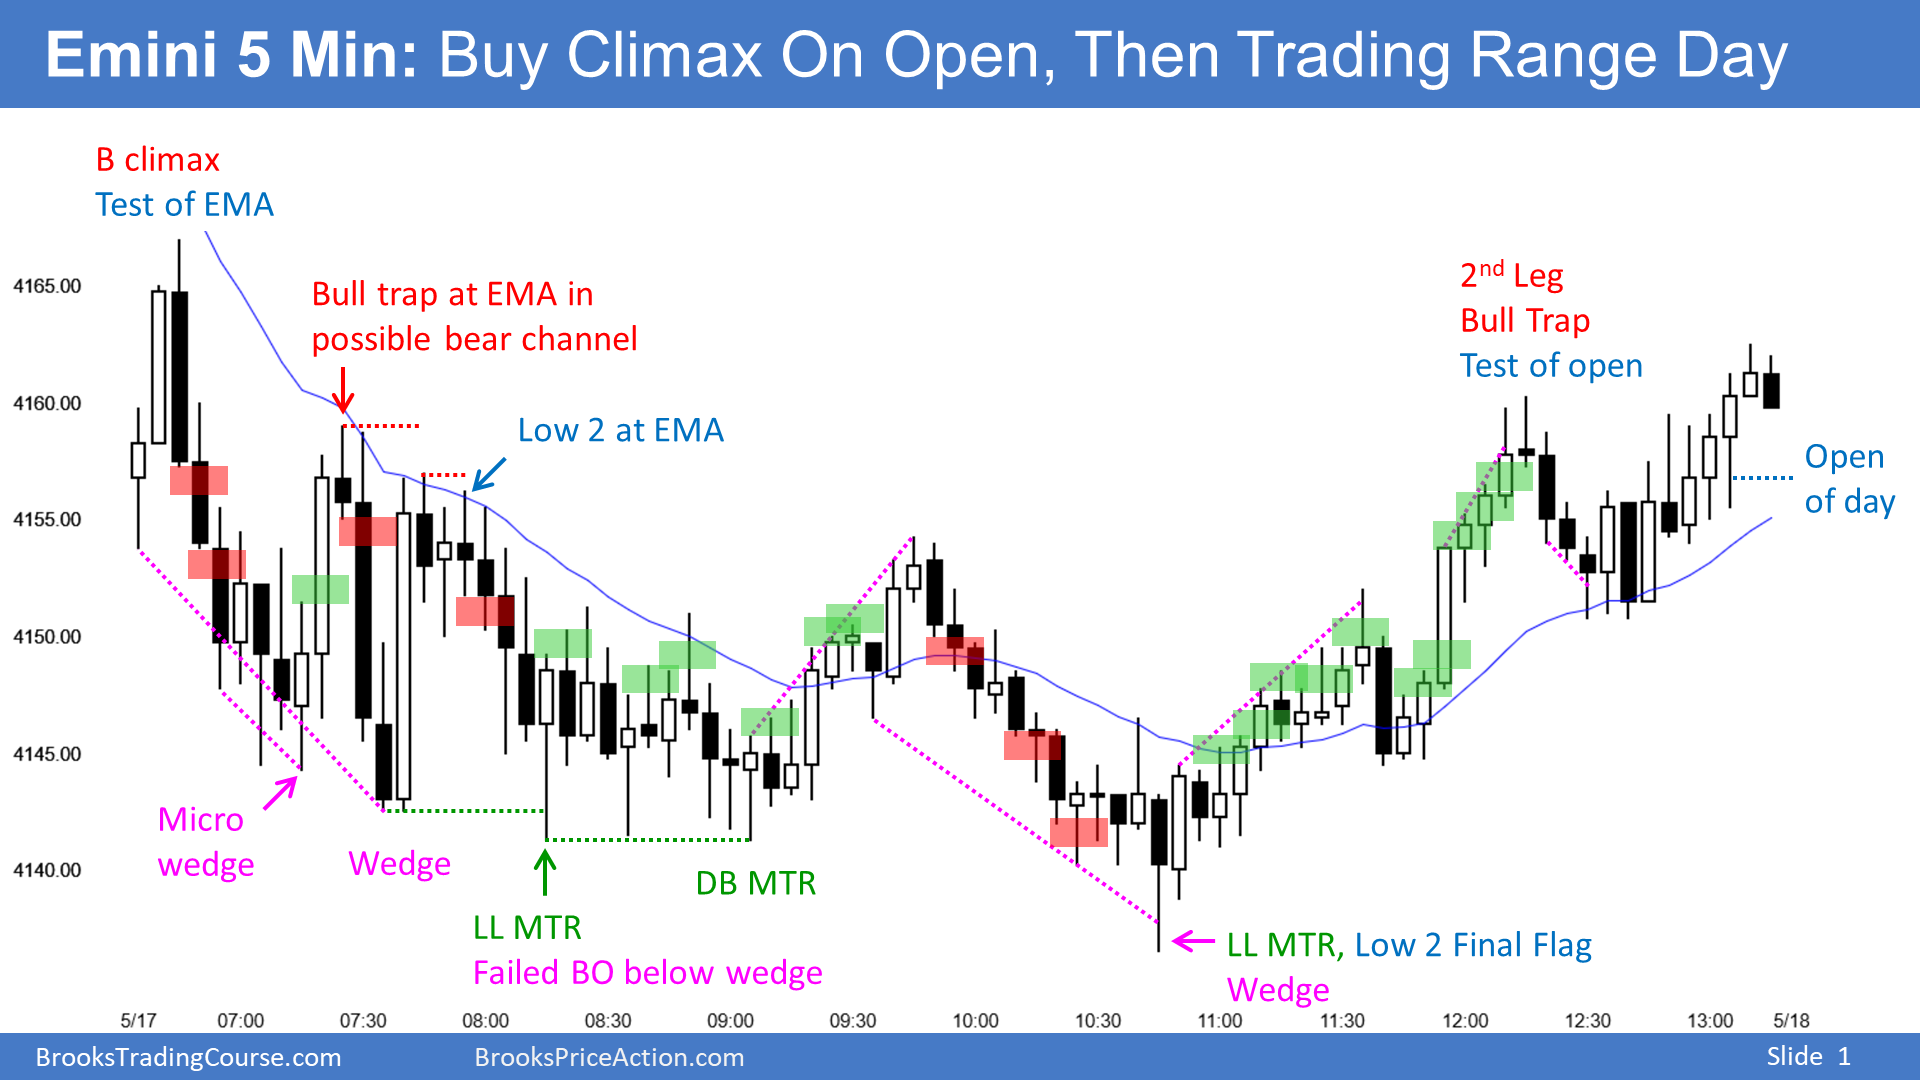 Emini 5 Min: Buy Climax On Open, Then Trading Range Day
B climax
Test of EMA
Bull trap at EMA in
possible bear channel
Low 2 at EMA
2nd Leg
Bull Trap
Test of open
Open
of day
4165.00
4160.00
4155.00
4150.00
4145.00
4140.00
Micro
wedge
Wedge
DB MTR
LL MTR
Failed BO below wedge
LL MTR, Low 2 Final Flag
Wedge
5/17 07:00 07:30 08:00 08:30 09:00 09:30 10:00 10:30 11:00 11:30 12:00 12:30 13:00 5/18
BrooksTradingCourse.com BrooksPriceAction.com Slide 1